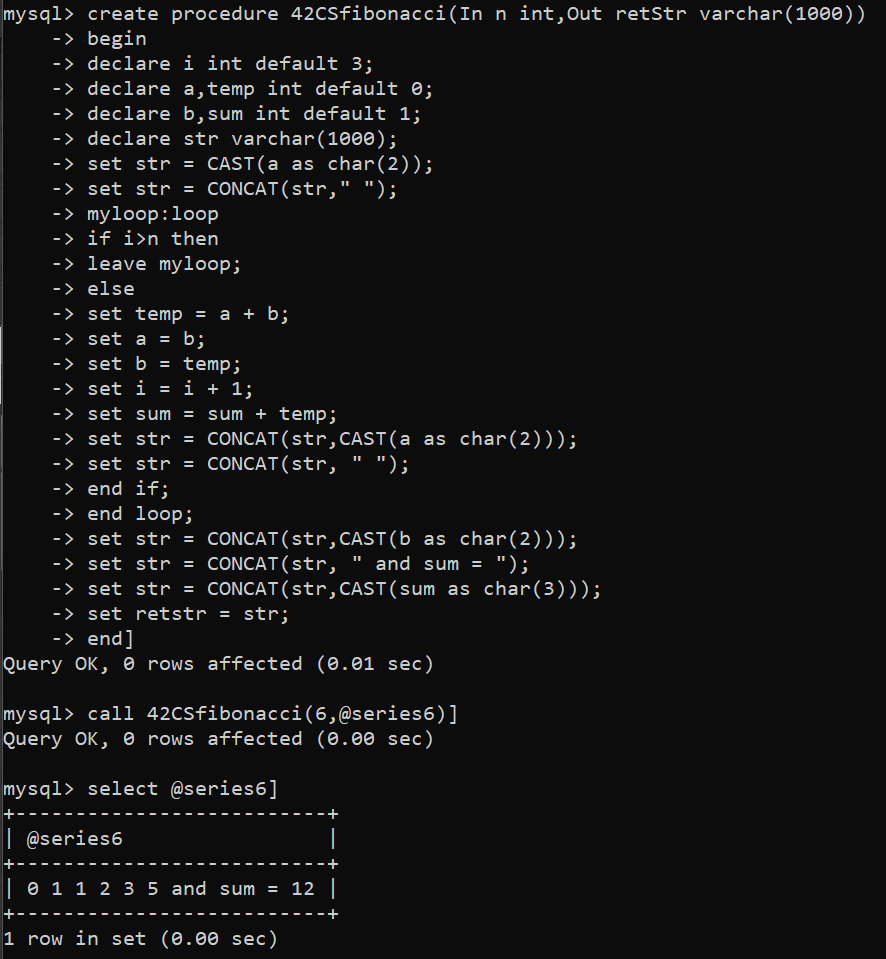 mysql> create procedure 42CSfibonacci(In n int,Out retStr varchar(1000))
    -> begin
    -> declare i int default 3;
    -> declare a,temp int default 0;
    -> declare b,sum int default 1;
    -> declare str varchar(1000);
    -> set str = CAST(a as char(2));
    -> set str = CONCAT(str," ");
    -> myloop:loop
    -> if i>n then
    -> leave myloop;
    -> else
    -> set temp = a + b;
    -> set a = b;
    -> set b = temp;
    -> set i = i + 1;
    -> set sum = sum + temp;
    -> set str = CONCAT(str,CAST(a as char(2)));
    -> set str = CONCAT(str, " ");
    -> end if;
    -> end loop;
    -> set str = CONCAT(str,CAST(b as char(2)));
    -> set str = CONCAT(str, " and sum = ");
    -> set str = CONCAT(str,CAST(sum as char(3)));
    -> set retstr = str;
    -> end]
Query OK, 0 rows affected (0.01 sec)

mysql> call 42CSfibonacci(6,@series6)]
Query OK, 0 rows affected (0.00 sec)

mysql> select @series6]
+--------------------------+
| @series6                 |
+--------------------------+
| 0 1 1 2 3 5 and sum = 12 |
+--------------------------+
1 row in set (0.00 sec)